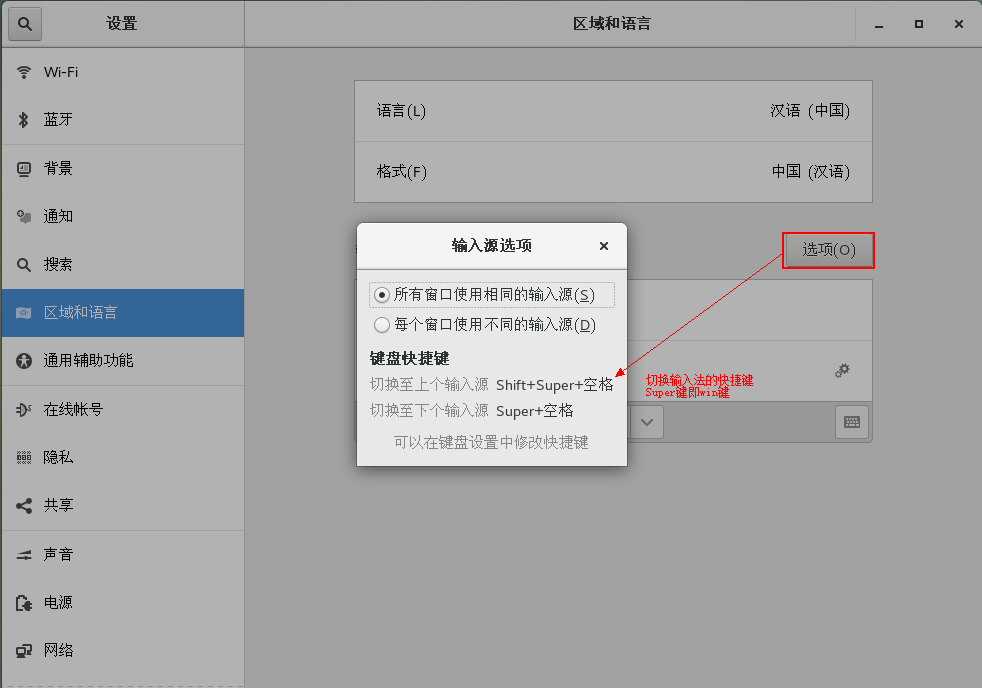 设置
区域和语言
Wi-Fi
蓝牙
背景
通知
搜索
区域和语言
通用辅助功能
在线帐号
隐私
共享
声音
电源
网络
语言(L)
汉语 (中国)
格式(F)
中国 (汉语)
选项(O)
输入源选项
所有窗口使用相同的输入源(S)
每个窗口使用不同的输入源(D)
键盘快捷键
切换至上个输入源 Shift+Super+空格
切换至下个输入源 Super+空格
可以在键盘设置中修改快捷键
切换输入法的快捷键
Super键即win键